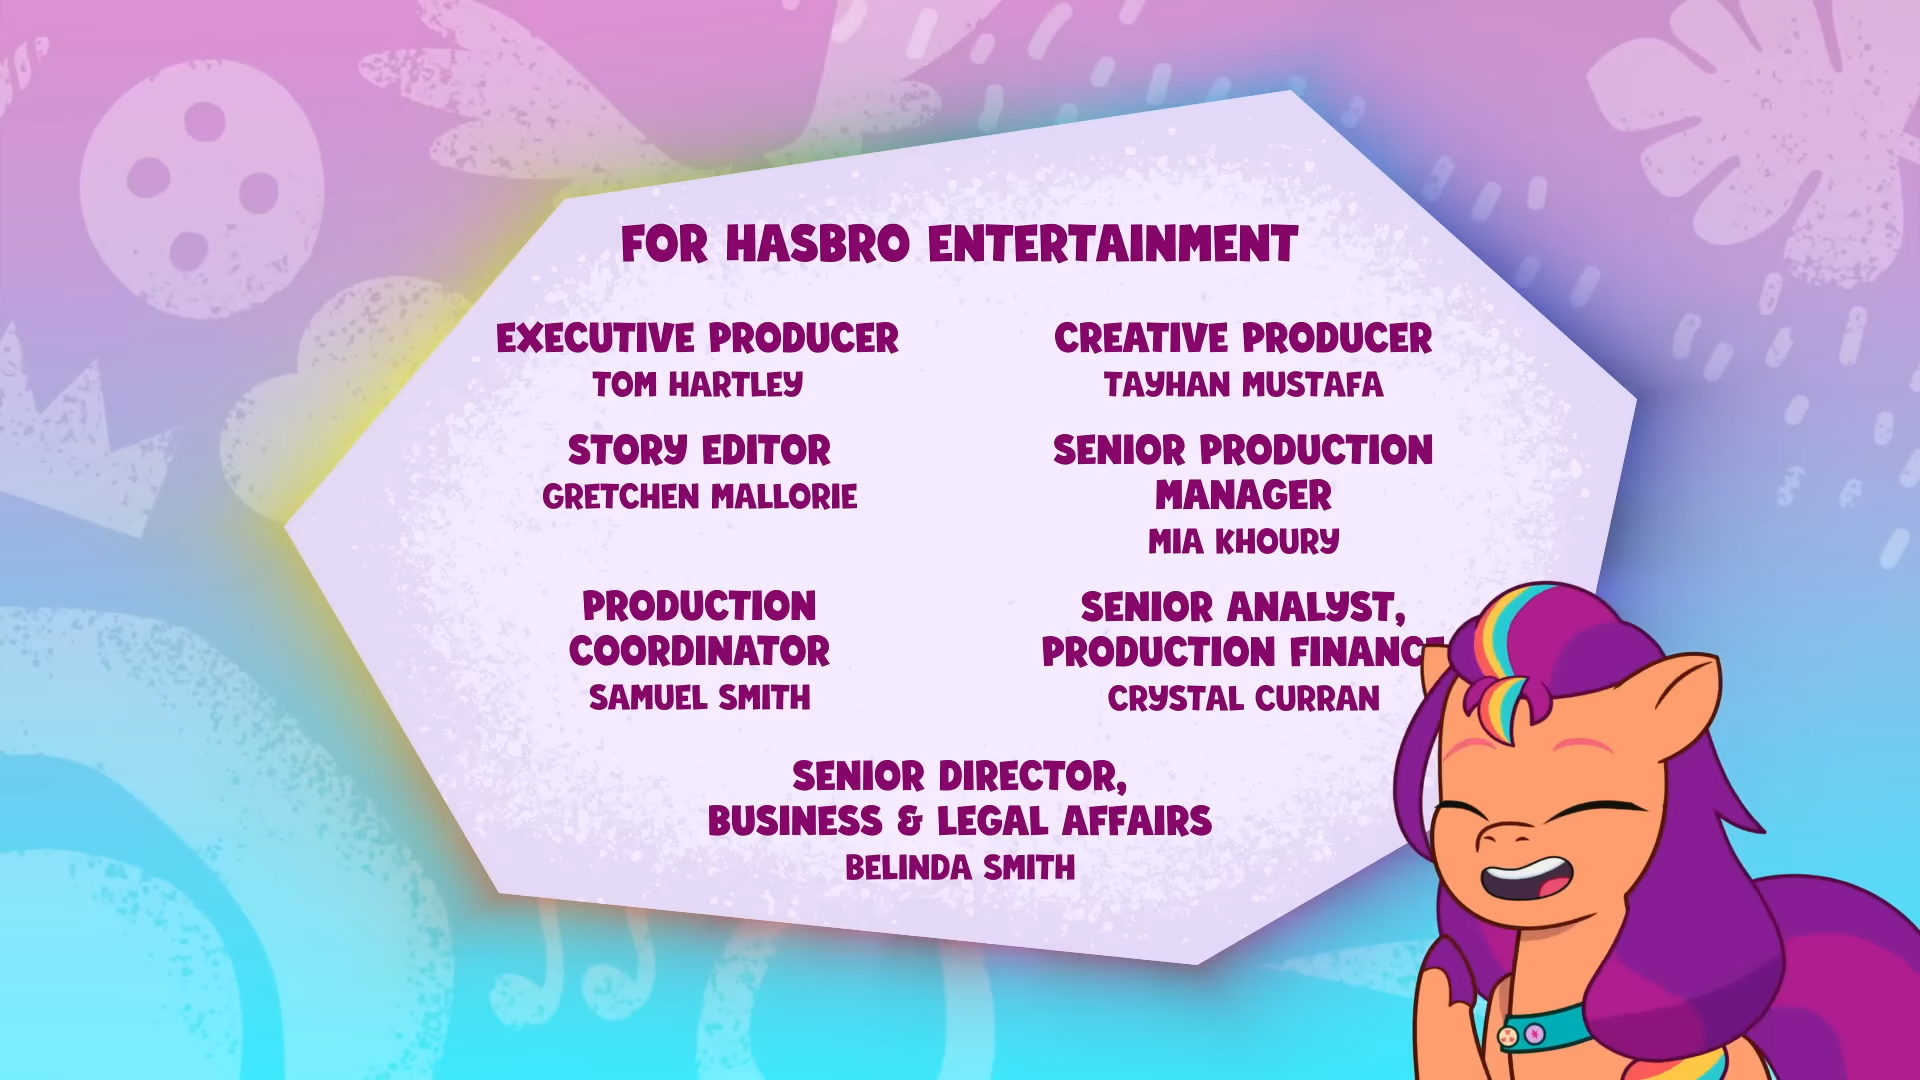 FOR HASBRO ENTERTAINMENT
EXECUTIVE PRODUCER
TOM HARTLEY
CREATIVE PRODUCER
TAYHAN MUSTAFA
STORY EDITOR
GRETCHEN MALLORIE
SENIOR PRODUCTION
MANAGER
MIA KHOURY
PRODUCTION
COORDINATOR
SAMUEL SMITH
SENIOR ANALYST,
PRODUCTION FINANCE
CRYSTAL CURRAN
SENIOR DIRECTOR,
BUSINESS & LEGAL AFFAIRS
BELINDA SMITH